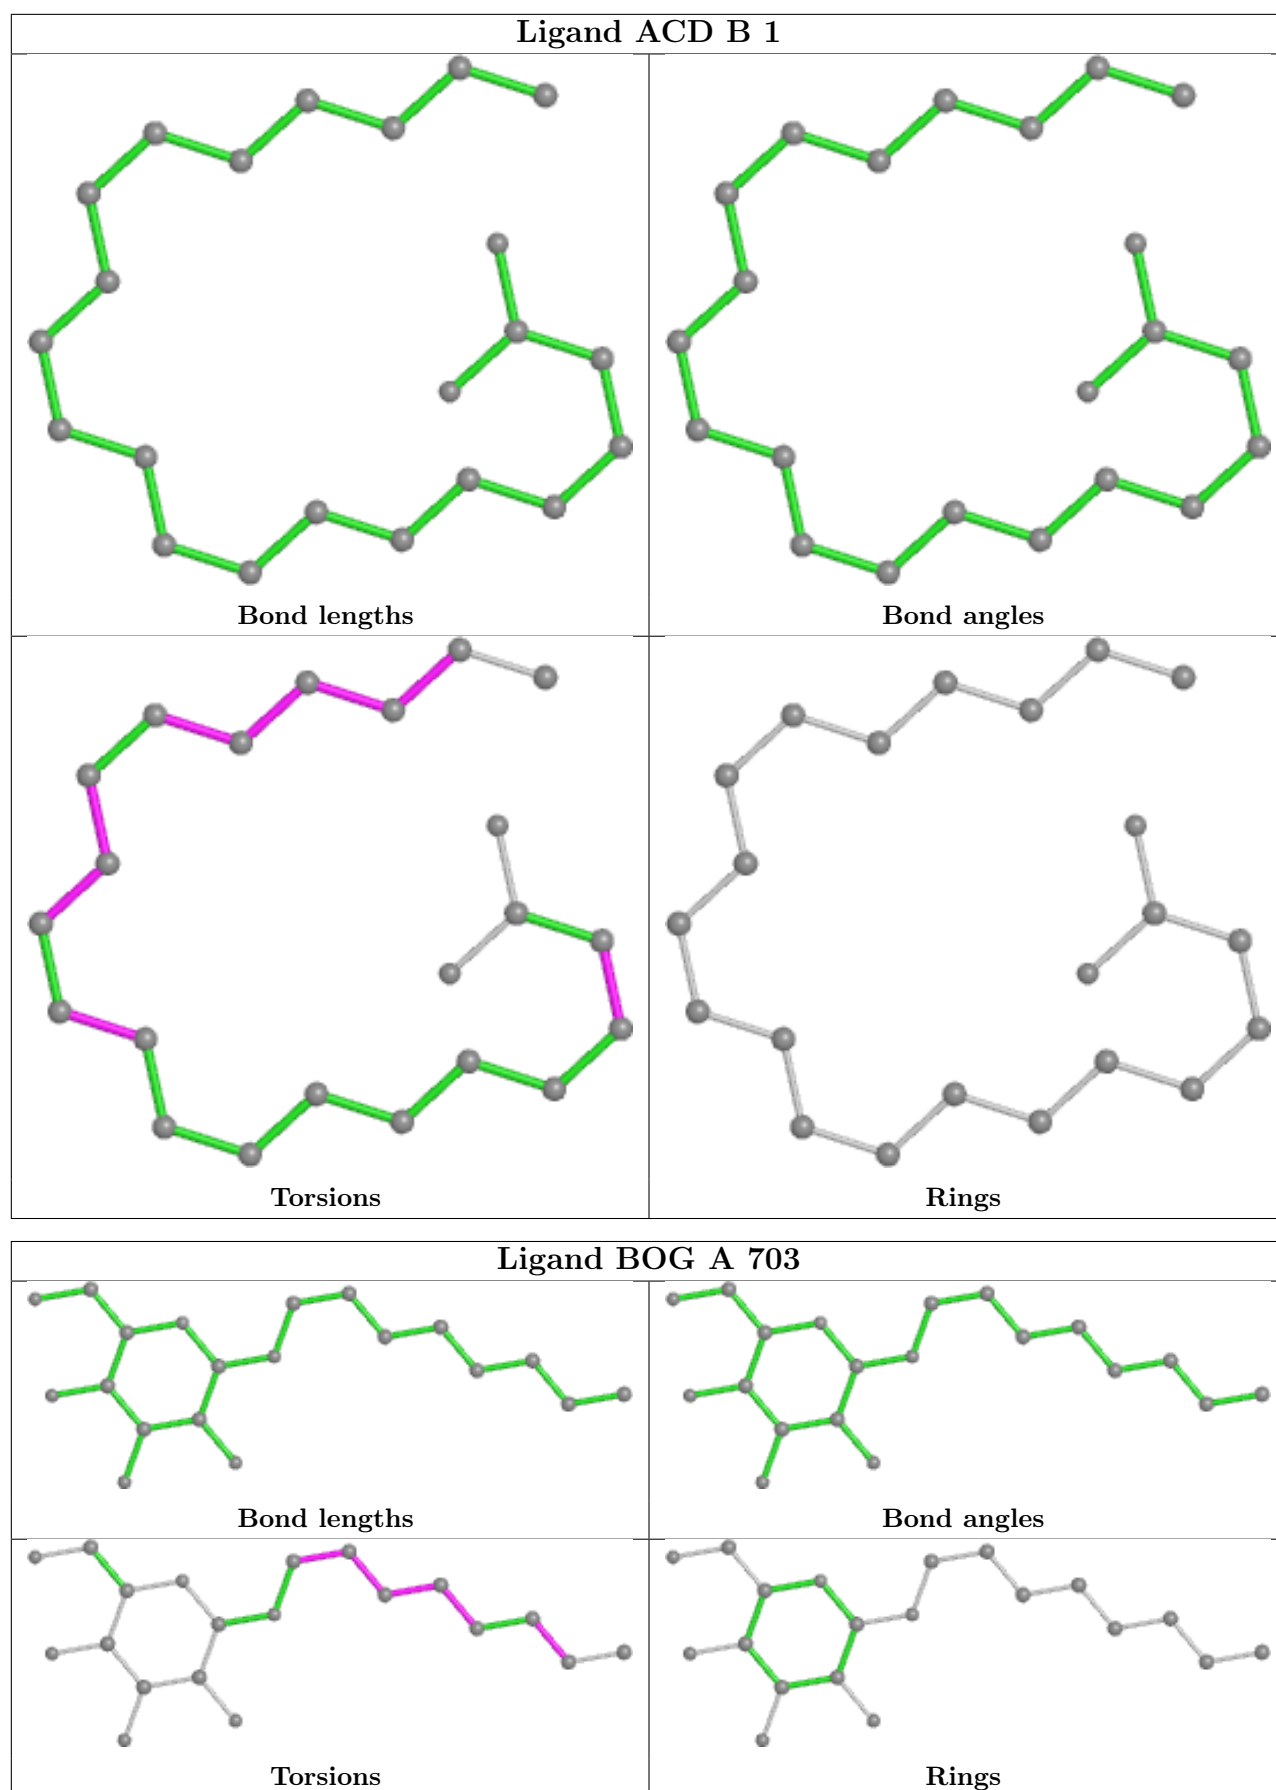 Ligand ACD B 1
Bond lengths
Bond angles
Torsions
Rings
Ligand BOG A 703
Bond lengths
Bond angles
Torsions
Rings